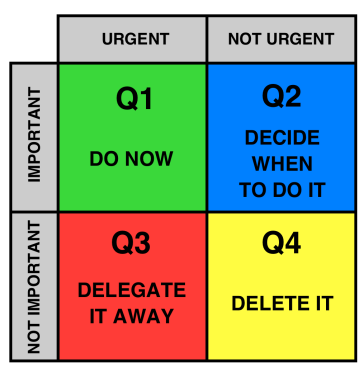 URGENT
NOT URGENT
IMPORTANT
Q1
DO NOW
Q2
DECIDE
WHEN
TO DO IT
NOT IMPORTANT
Q3
DELEGATE
IT AWAY
Q4
DELETE IT